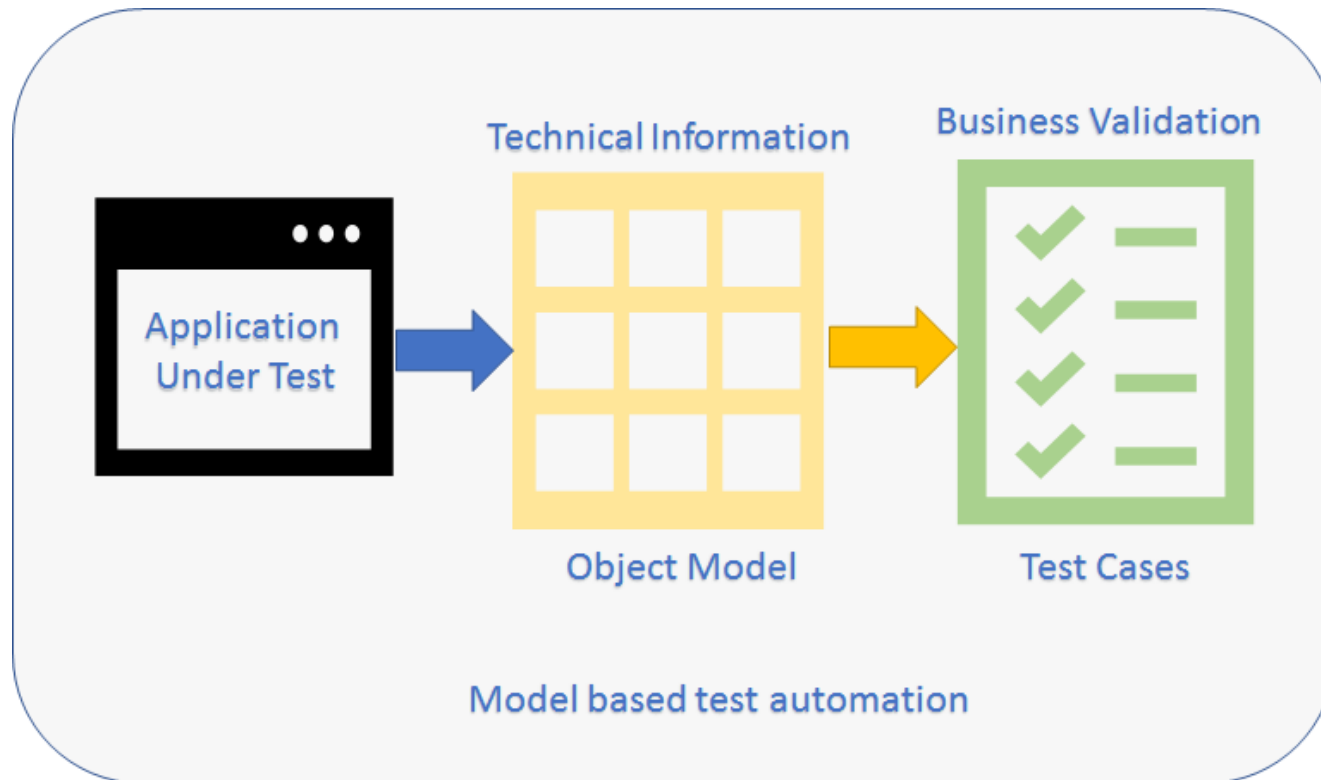 Business Validation
Technical Information
Application
Under Test
Object Model
Test Cases
Model based test automation